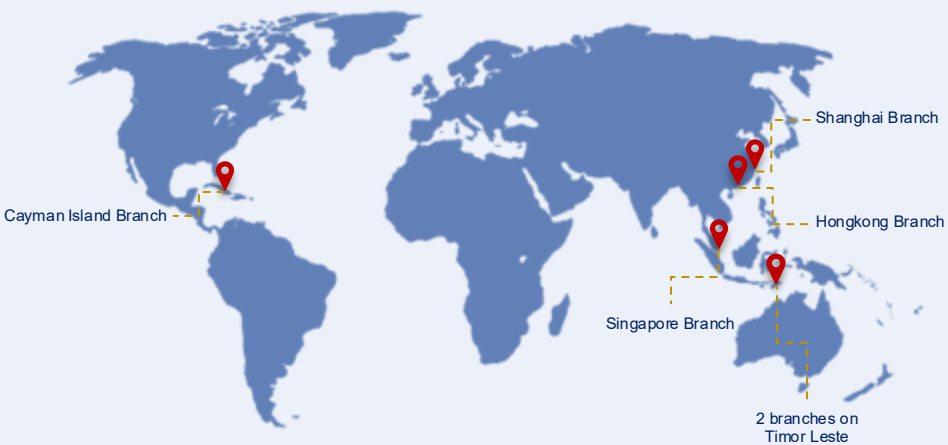 Shanghai Branch
Cayman Island Branch
Hongkong Branch
Singapore Branch
2 branches on
Timor Leste